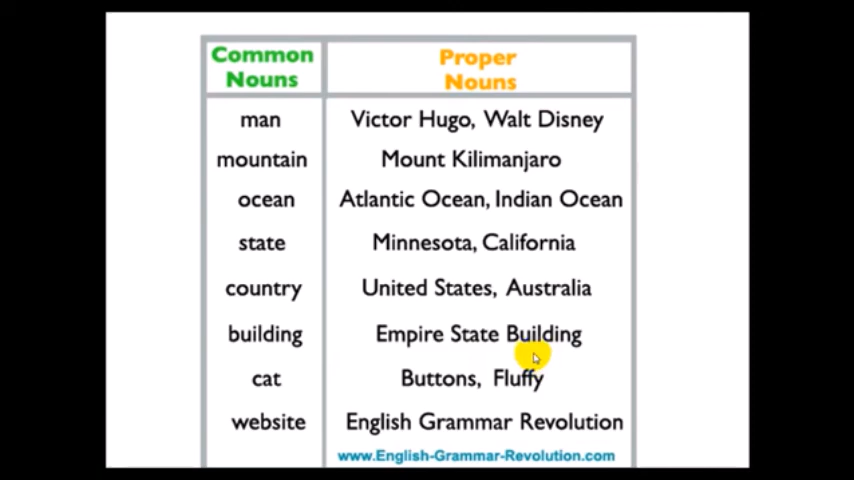 Common Nouns Proper Nouns
man Victor Hugo, Walt Disney
mountain Mount Kilimanjaro
ocean Atlantic Ocean, Indian Ocean
state Minnesota, California
country United States, Australia
building Empire State Building
cat Buttons, Fluffy
website English Grammar Revolution
www.English-Grammar-Revolution.com